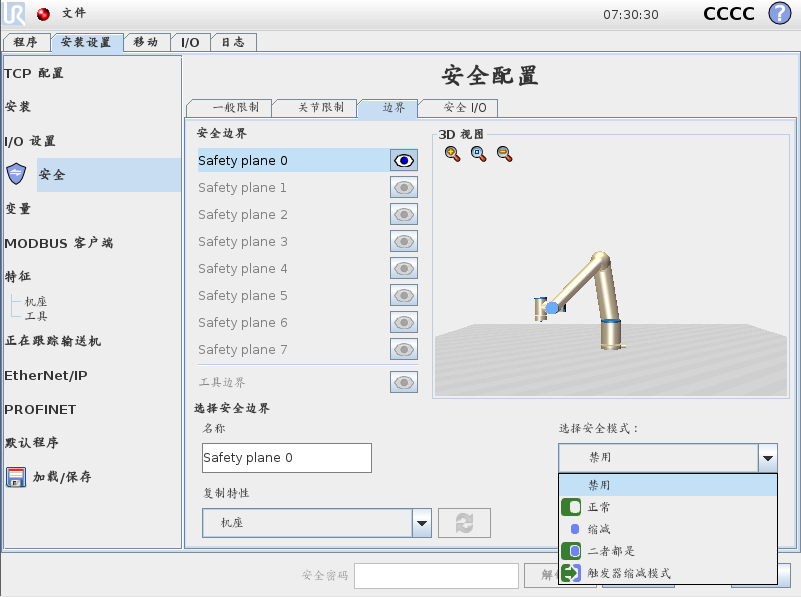 UR 文件 07:30:30 CCCC ?
程序 安装设置 移动 I/O 日志
TCP 配置
安装
I/O 设置
安全
变量
MODBUS 客户端
特征
机座
工具
正在跟踪输送机
EtherNet/IP
PROFINET
默认程序
加载/保存
安全配置
一般限制 关节限制 边界 安全 I/O
安全边界
Safety plane 0
Safety plane 1
Safety plane 2
Safety plane 3
Safety plane 4
Safety plane 5
Safety plane 6
Safety plane 7
工具边界
3D 视图
选择安全边界
名称
Safety plane 0
复制特性
机座
选择安全模式：
禁用
禁用
正常
缩减
二者都是
触发器缩减模式
安全密码